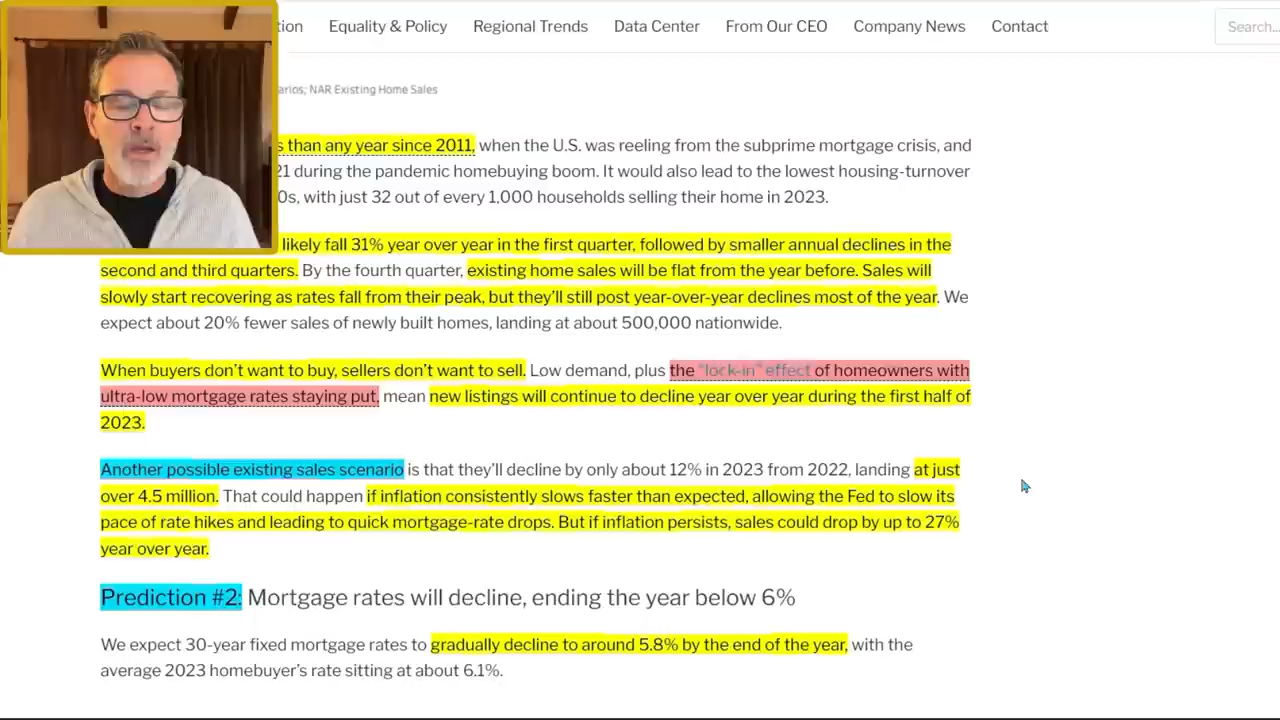 tion Equality & Policy Regional Trends Data Center From Our CEO Company News Contact Search...
arios; NAR Existing Home Sales
s than any year since 2011, when the U.S. was reeling from the subprime mortgage crisis, and
21 during the pandemic homebuying boom. It would also lead to the lowest housing-turnover
0s, with just 32 out of every 1,000 households selling their home in 2023.
likely fall 31% year over year in the first quarter, followed by smaller annual declines in the
second and third quarters. By the fourth quarter, existing home sales will be flat from the year before. Sales will
slowly start recovering as rates fall from their peak, but they’ll still post year-over-year declines most of the year. We
expect about 20% fewer sales of newly built homes, landing at about 500,000 nationwide.
When buyers don’t want to buy, sellers don’t want to sell. Low demand, plus the “lock-in” effect of homeowners with
ultra-low mortgage rates staying put, mean new listings will continue to decline year over year during the first half of
2023.
Another possible existing sales scenario is that they’ll decline by only about 12% in 2023 from 2022, landing at just
over 4.5 million. That could happen if inflation consistently slows faster than expected, allowing the Fed to slow its
pace of rate hikes and leading to quick mortgage-rate drops. But if inflation persists, sales could drop by up to 27%
year over year.
Prediction #2: Mortgage rates will decline, ending the year below 6%
We expect 30-year fixed mortgage rates to gradually decline to around 5.8% by the end of the year, with the
average 2023 homebuyer’s rate sitting at about 6.1%.